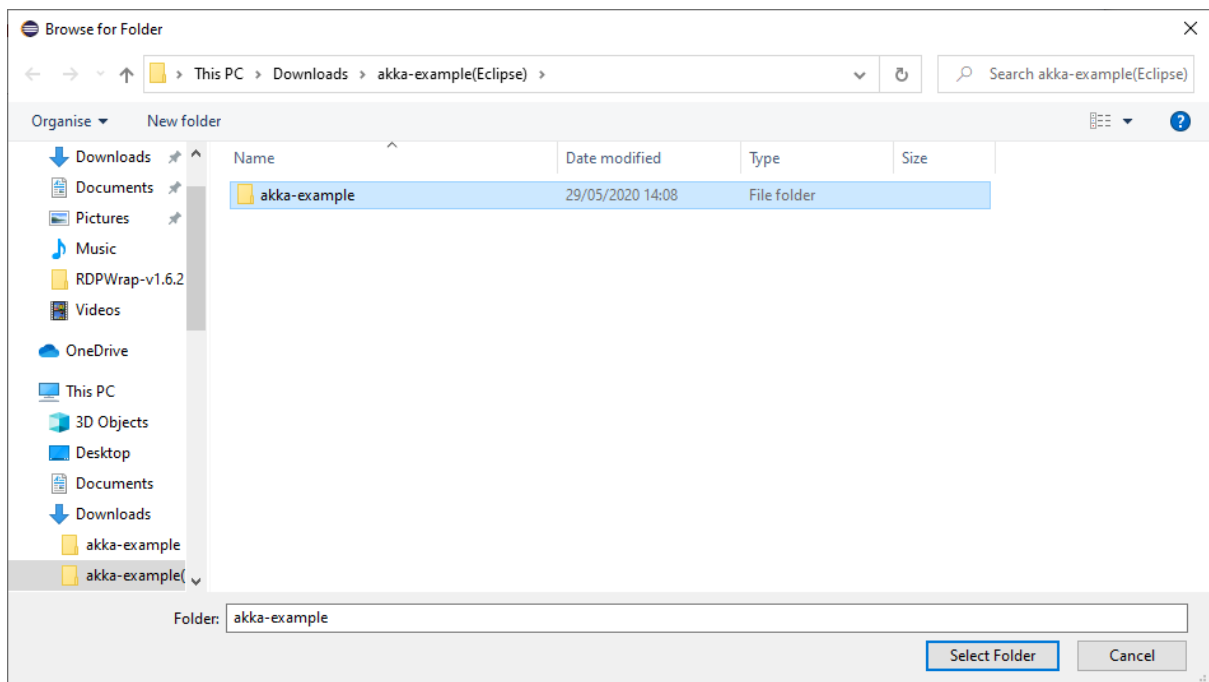 Browse for Folder
This PC > Downloads > akka-example(Eclipse) >
Search akka-example(Eclipse)
Organise
New folder
Downloads
Documents
Pictures
Music
RDPWrap-v1.6.2
Videos
OneDrive
This PC
3D Objects
Desktop
Documents
Downloads
akka-example
akka-example(
Name Date modified Type Size
akka-example 29/05/2020 14:08 File folder
Folder: akka-example
Select Folder Cancel